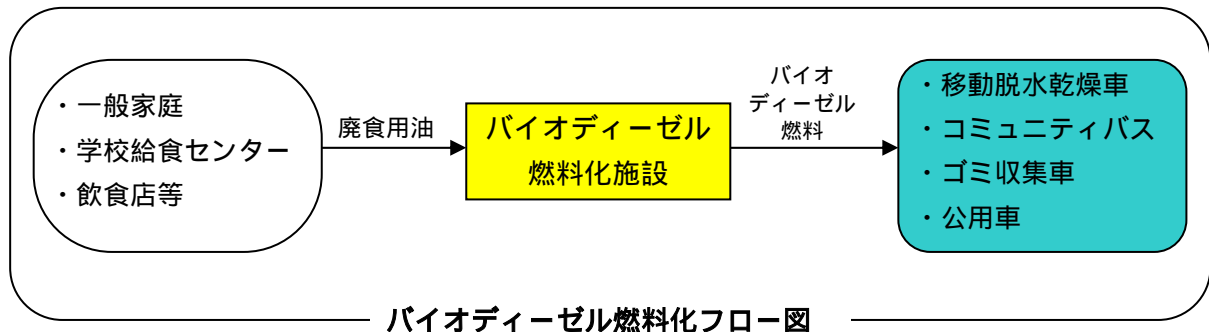 ・一般家庭
・学校給食センター
・飲食店等
廃食用油
バイオディーゼル
燃料化施設
バイオ
ディーゼル
燃料
・移動脱水乾燥車
・コミュニティバス
・ゴミ収集車
・公用車
バイオディーゼル燃料化フロー図